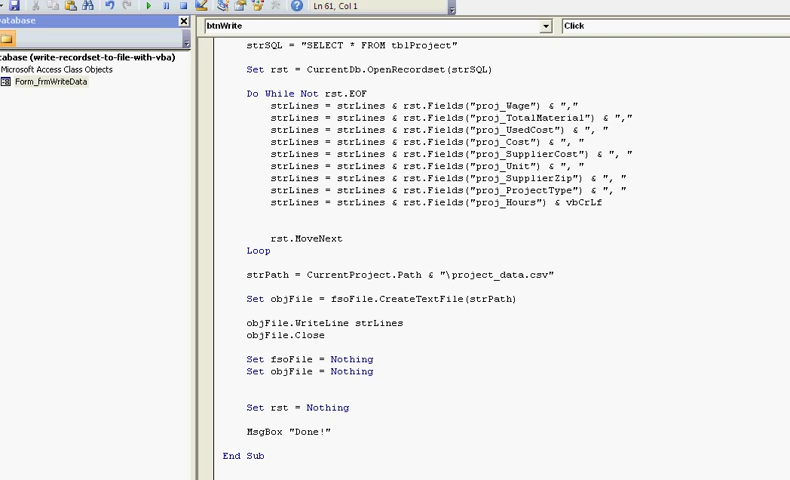 Ln 61, Col 1
atabase
btnWrite
Click
tabase (write-recordset-to-file-with-vba)
Microsoft Access Class Objects
Form_frmWriteData
strSQL = "SELECT * FROM tblProject"
Set rst = CurrentDb.OpenRecordset(strSQL)
Do While Not rst.EOF
strLines = strLines & rst.Fields("proj_Wage") & ","
strLines = strLines & rst.Fields("proj_TotalMaterial") & ","
strLines = strLines & rst.Fields("proj_UsedCost") & ", "
strLines = strLines & rst.Fields("proj_Cost") & ", "
strLines = strLines & rst.Fields("proj_SupplierCost") & ", "
strLines = strLines & rst.Fields("proj_Unit") & ", "
strLines = strLines & rst.Fields("proj_SupplierZip") & ", "
strLines = strLines & rst.Fields("proj_ProjectType") & ", "
strLines = strLines & rst.Fields("proj_Hours") & vbCrLf
rst.MoveNext
Loop
strPath = CurrentProject.Path & "\project_data.csv"
Set objFile = fsoFile.CreateTextFile(strPath)
objFile.WriteLine strLines
objFile.Close
Set fsoFile = Nothing
Set objFile = Nothing
Set rst = Nothing
MsgBox "Done!"
End Sub